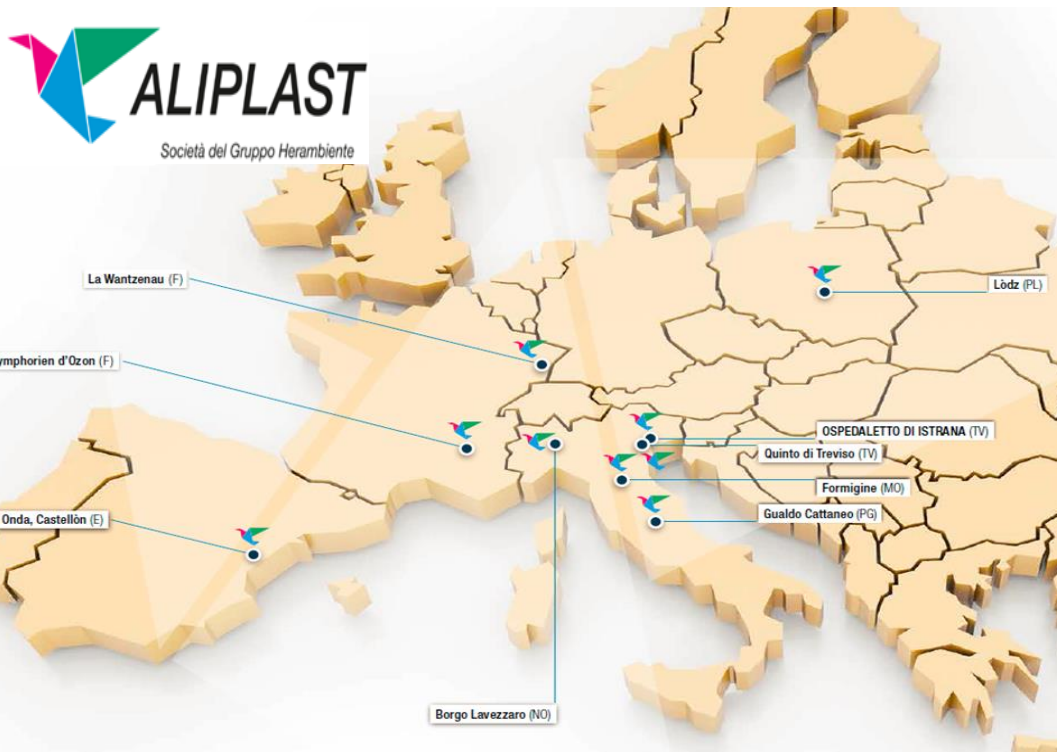 ALIPLAST
Società del Gruppo Herambiente
La Wantzenau (F)
Lòdz (PL)
ymphorien d'Ozon (F)
OSPEDALETTO DI ISTRANA (TV)
Quinto di Treviso (TV)
Formigine (MO)
Onda, Castellòn (E)
Gualdo Cattaneo (PG)
Borgo Lavezzaro (NO)